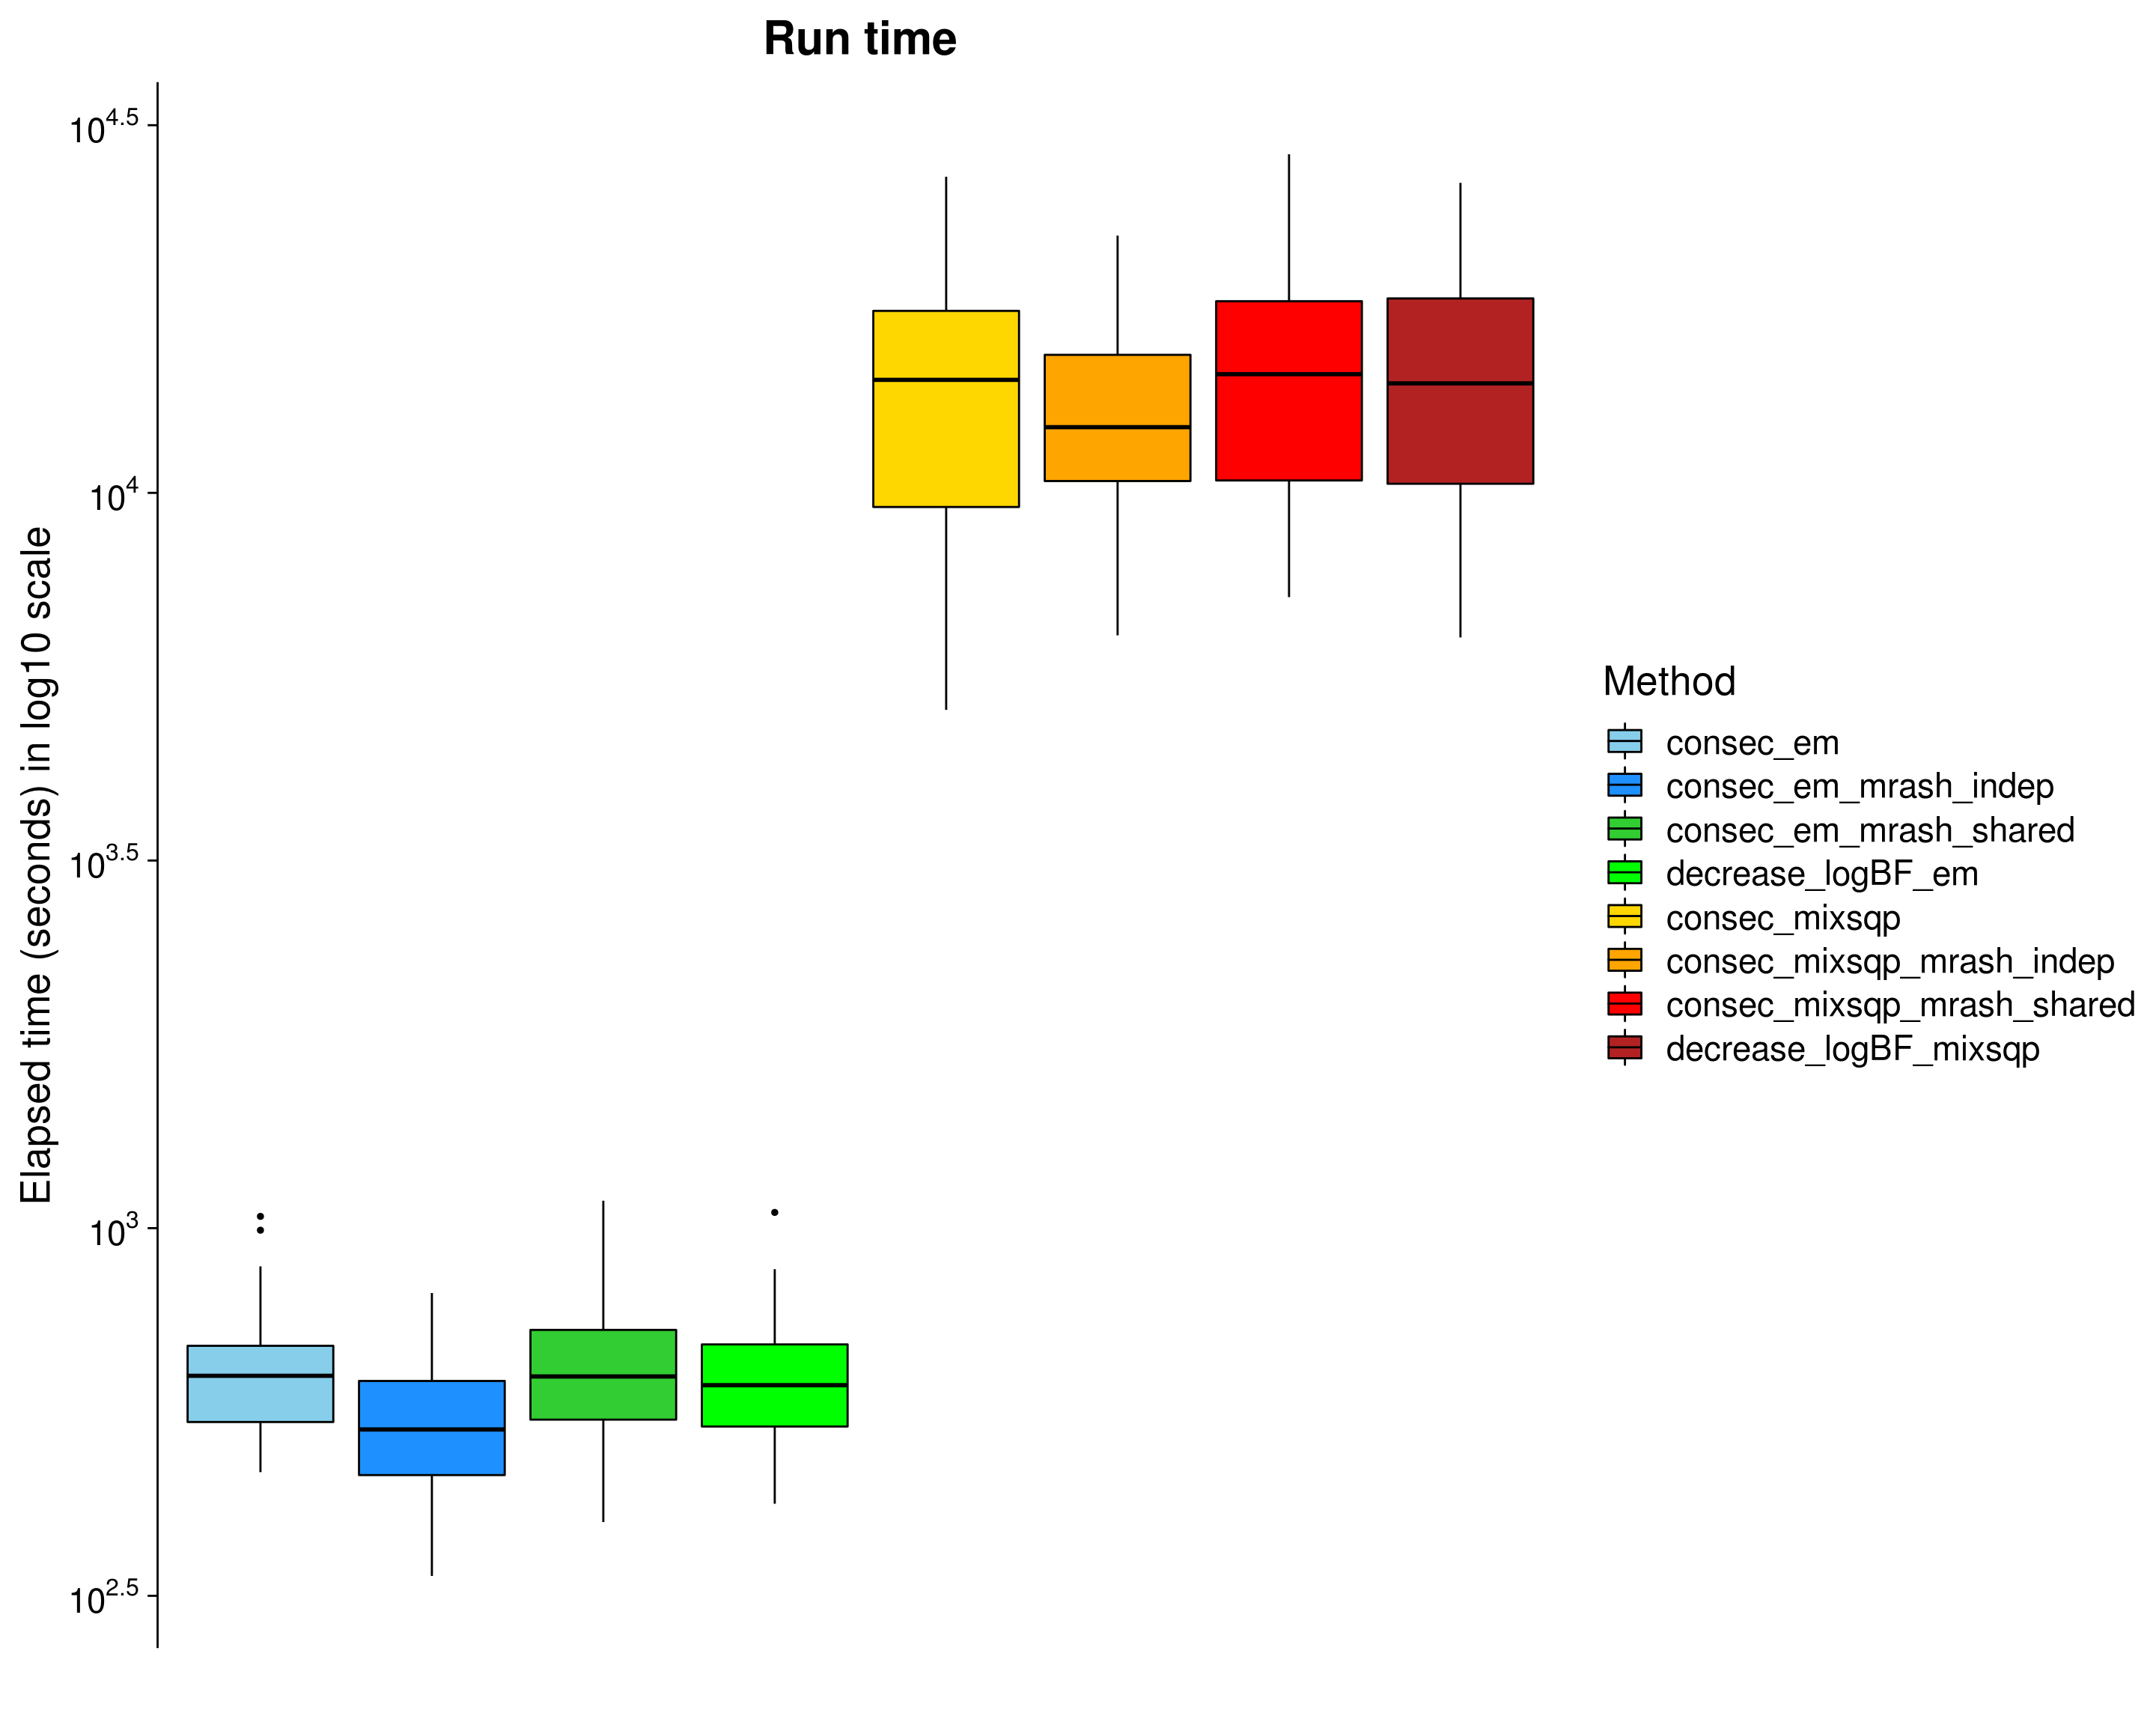 Run time
Elapsed time (seconds) in log10 scale
10^4.5
10^4
10^3.5
10^3
10^2.5
Method
consec_em
consec_em_mrash_indep
consec_em_mrash_shared
decrease_logBF_em
consec_mixsqp
consec_mixsqp_mrash_indep
consec_mixsqp_mrash_shared
decrease_logBF_mixsqp